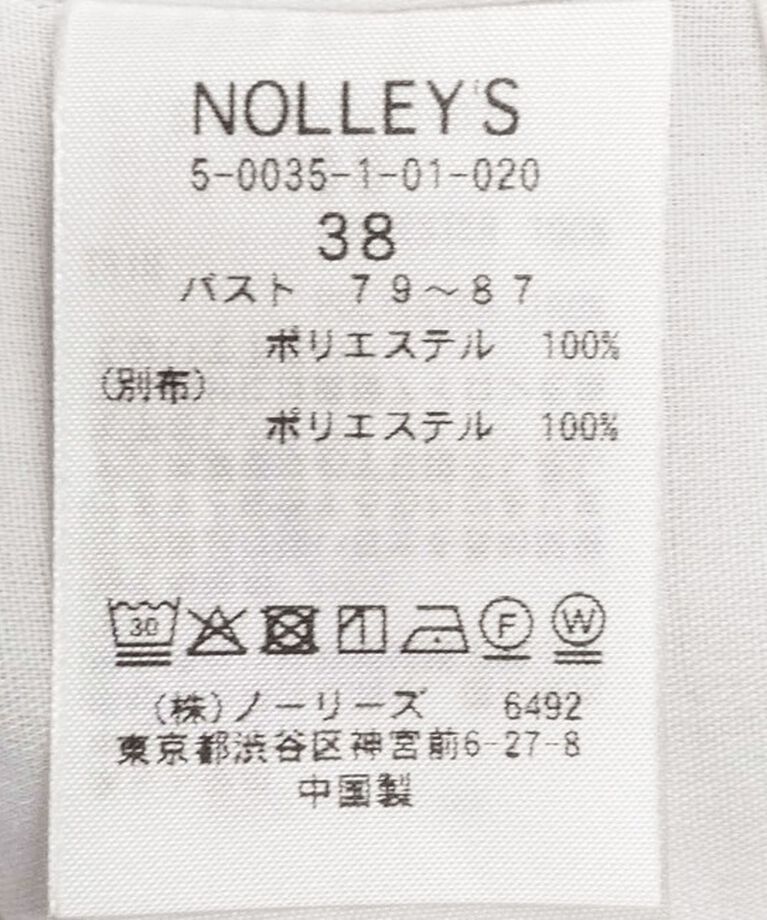 NOLLEY'S
5-0035-1-01-020
38
バスト 79～87
ポリエステル 100%
(別布)
ポリエステル 100%
30 F W
(株)ノーリーズ 6492
東京都渋谷区神宮前6-27-8
中国製